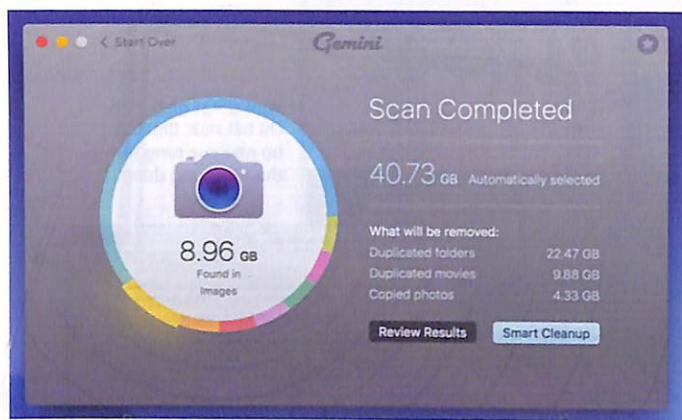 < Start Over
Gemini
Scan Completed
40.73 GB Automatically selected
8.96 GB
Found in
Images
What will be removed:
Duplicated folders 22.47 GB
Duplicated movies 9.88 GB
Copied photos 4.33 GB
Review Results Smart Cleanup